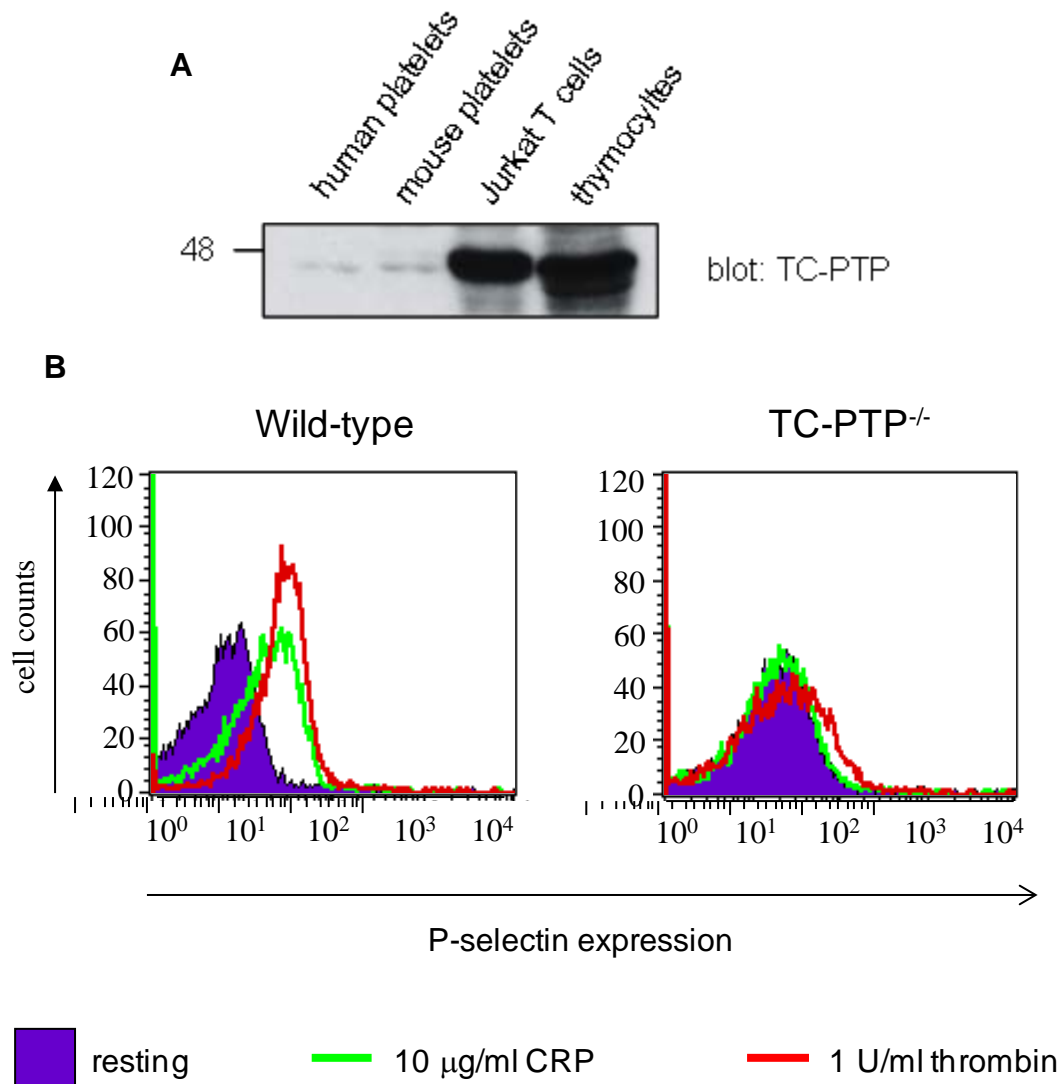 A
human platelets
mouse platelets
Jurkat T cells
thymocyltes
48
blot: TC-PTP
B
Wild-type
TC-PTP-/-
cell counts
120
100
80
60
40
20
0
10⁰ 10¹ 10² 10³ 10⁴
120
100
80
60
40
20
0
10⁰ 10¹ 10² 10³ 10⁴
P-selectin expression
resting
10 μg/ml CRP
1 U/ml thrombin